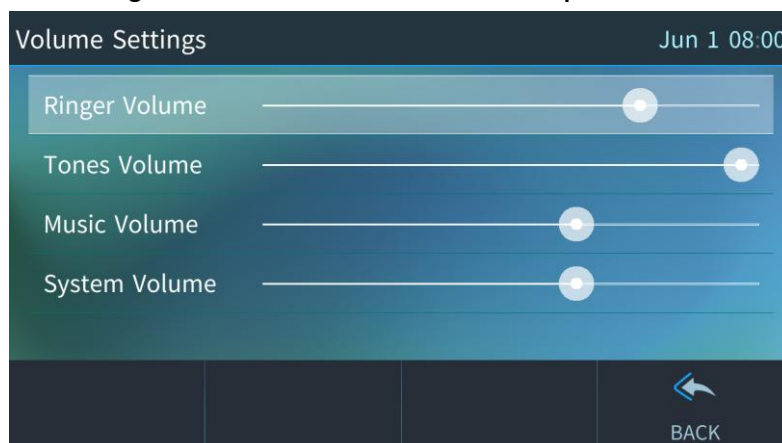 Volume Settings
Jun 1 08:00
Ringer Volume
Tones Volume
Music Volume
System Volume
BACK